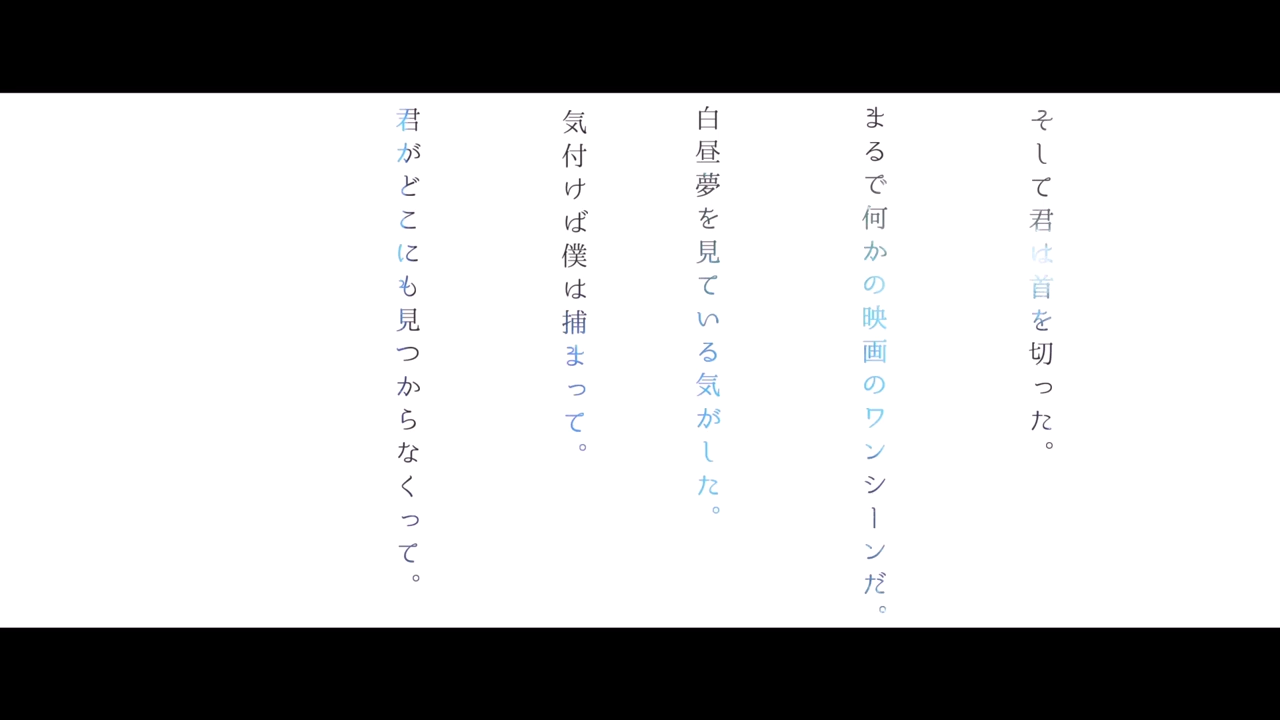 そして君は首を切った。
まるで何かの映画のワンシーンだ。
白昼夢を見ている気がした。
気付けば僕は捕まって。
君がどこにも見つからなくって。